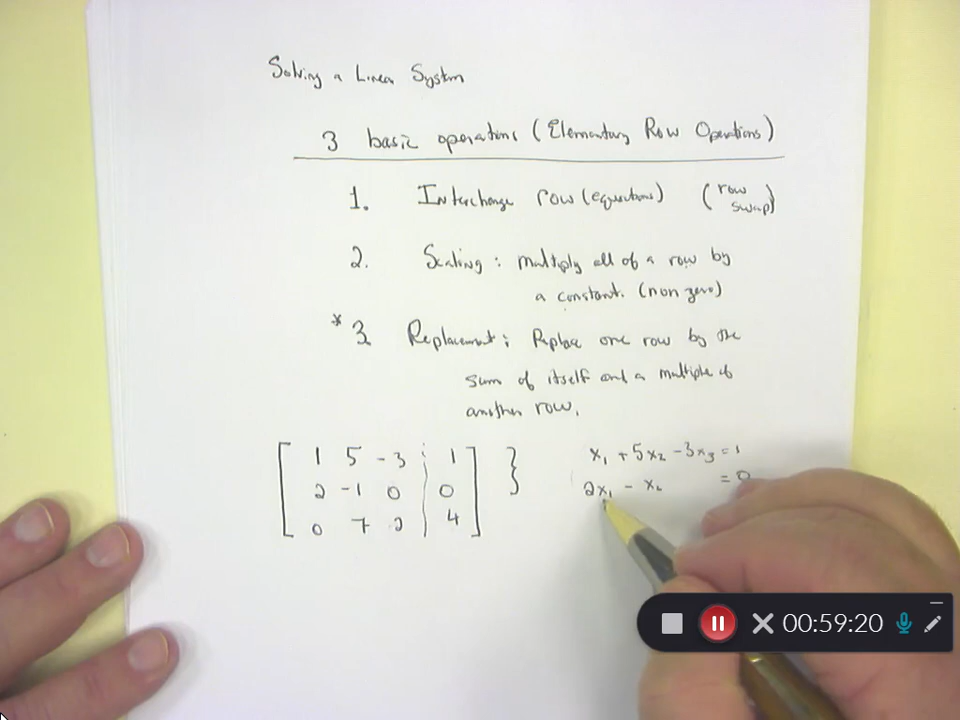 Solving a Linear System
3 basic operations (Elementary Row Operations)
1. Interchange row (equations) (row swap)
2. Scaling : multiply all of a row by
a constant. (non zero)
* 3. Replacement : Replace one row by the
sum of itself and a multiple of
another row.
1 5 -3 1 } x₁ + 5x₂ - 3x₃ = 1
2 -1 0 0 2x₁ - x₂ = 0
0 7 2 4
00:59:20